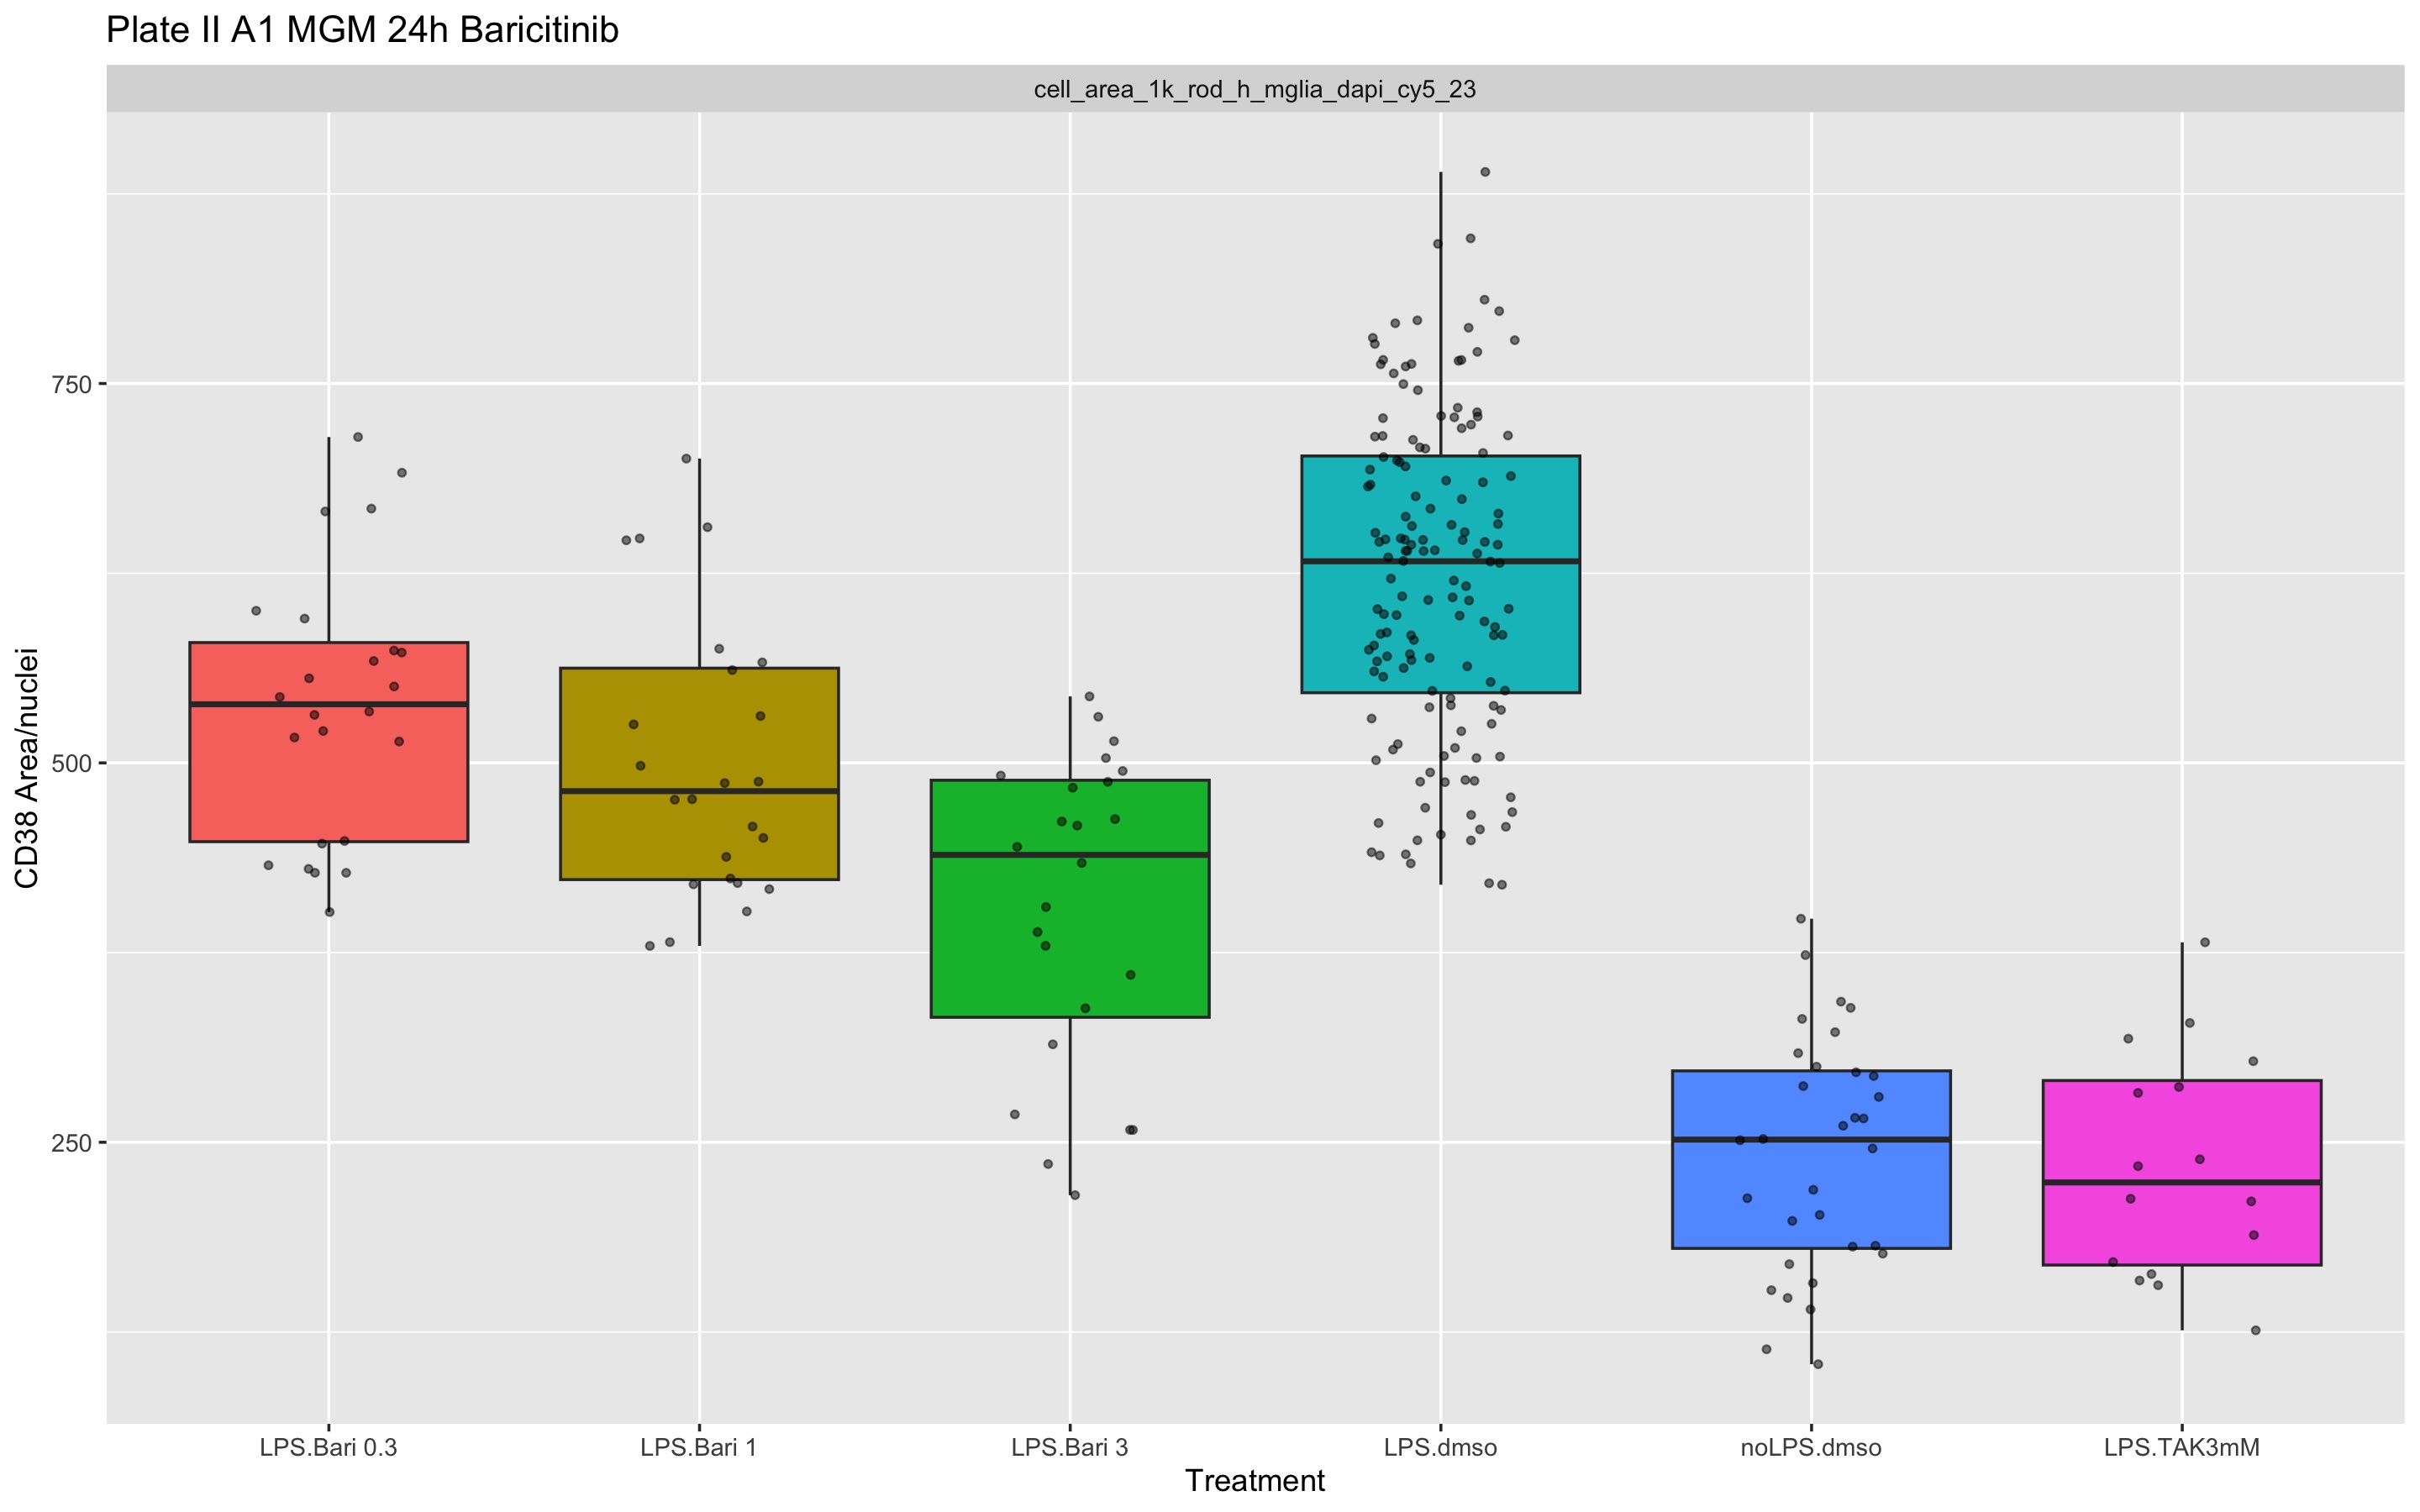 Plate II A1 MGM 24h Baricitinib
cell_area_1k_rod_h_mglia_dapi_cy5_23
CD38 Area/nuclei
750
500
250
LPS.Bari 0.3
LPS.Bari 1
LPS.Bari 3
LPS.dmso
noLPS.dmso
LPS.TAK3mM
Treatment